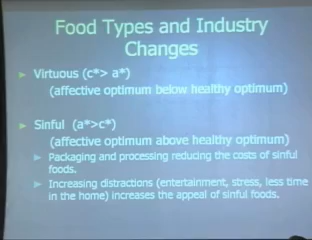 Food Types and Industry
Changes
Virtuous (c*> a*)
(affective optimum below healthy optimum)
Sinful (a*>c*)
(affective optimum above healthy optimum)
Packaging and processing reducing the costs of sinful
foods.
Increasing distractions (entertainment, stress, less time
in the home) increases the appeal of sinful foods.